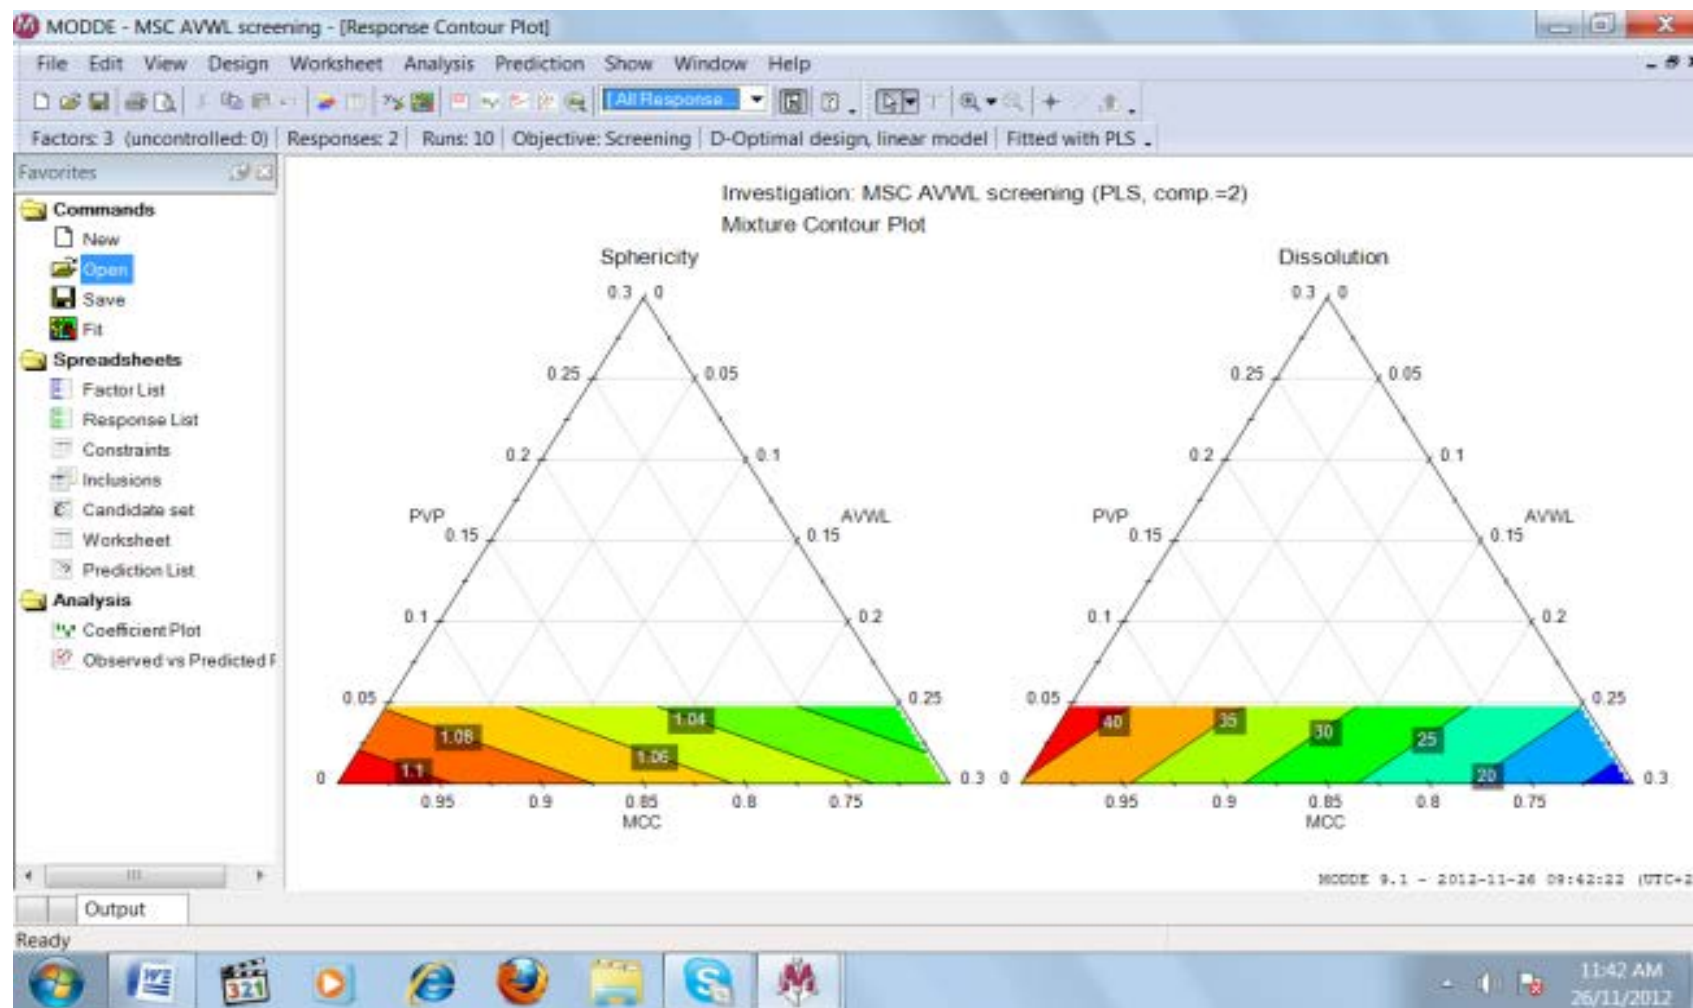 MODDE - MSC AVWL screening - [Response Contour Plot]
File Edit View Design Worksheet Analysis Prediction Show Window Help
[All Response...
Factors: 3 (uncontrolled: 0) Responses: 2 Runs: 10 Objective: Screening D-Optimal design, linear model Fitted with PLS
Favorites
Commands
New
Open
Save
Fit
Spreadsheets
Factor List
Response List
Constraints
Inclusions
Candidate set
Worksheet
Prediction List
Analysis
Coefficient Plot
Observed vs Predicted P
Investigation: MSC AVWL screening (PLS, comp.=2)
Mixture Contour Plot
Sphericity
0.3 0
0.25 0.05
0.2 0.1
PVP AVWL
0.15 0.15
0.1 0.2
0.05 0.25
1.04
1.08
1.06
1.1
0 0.3
0.95 0.9 0.85 0.8 0.75
MCC
Dissolution
0.3 0
0.25 0.05
0.2 0.1
PVP AVWL
0.15 0.15
0.1 0.2
0.05 0.25
40 35 30 25
20
0 0.3
0.95 0.9 0.85 0.8 0.75
MCC
MODDE 9.1 - 2012-11-26 09:42:22 (UTC+2
Output
Ready
321
11:42 AM
26/11/2012